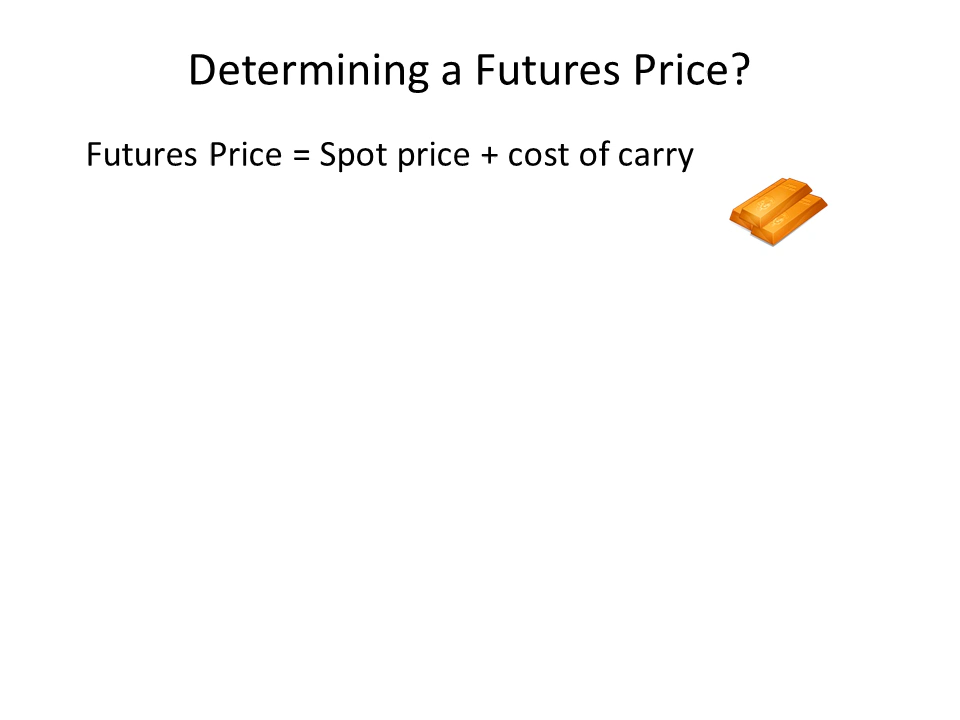 Determining a Futures Price?
Futures Price = Spot price + cost of carry